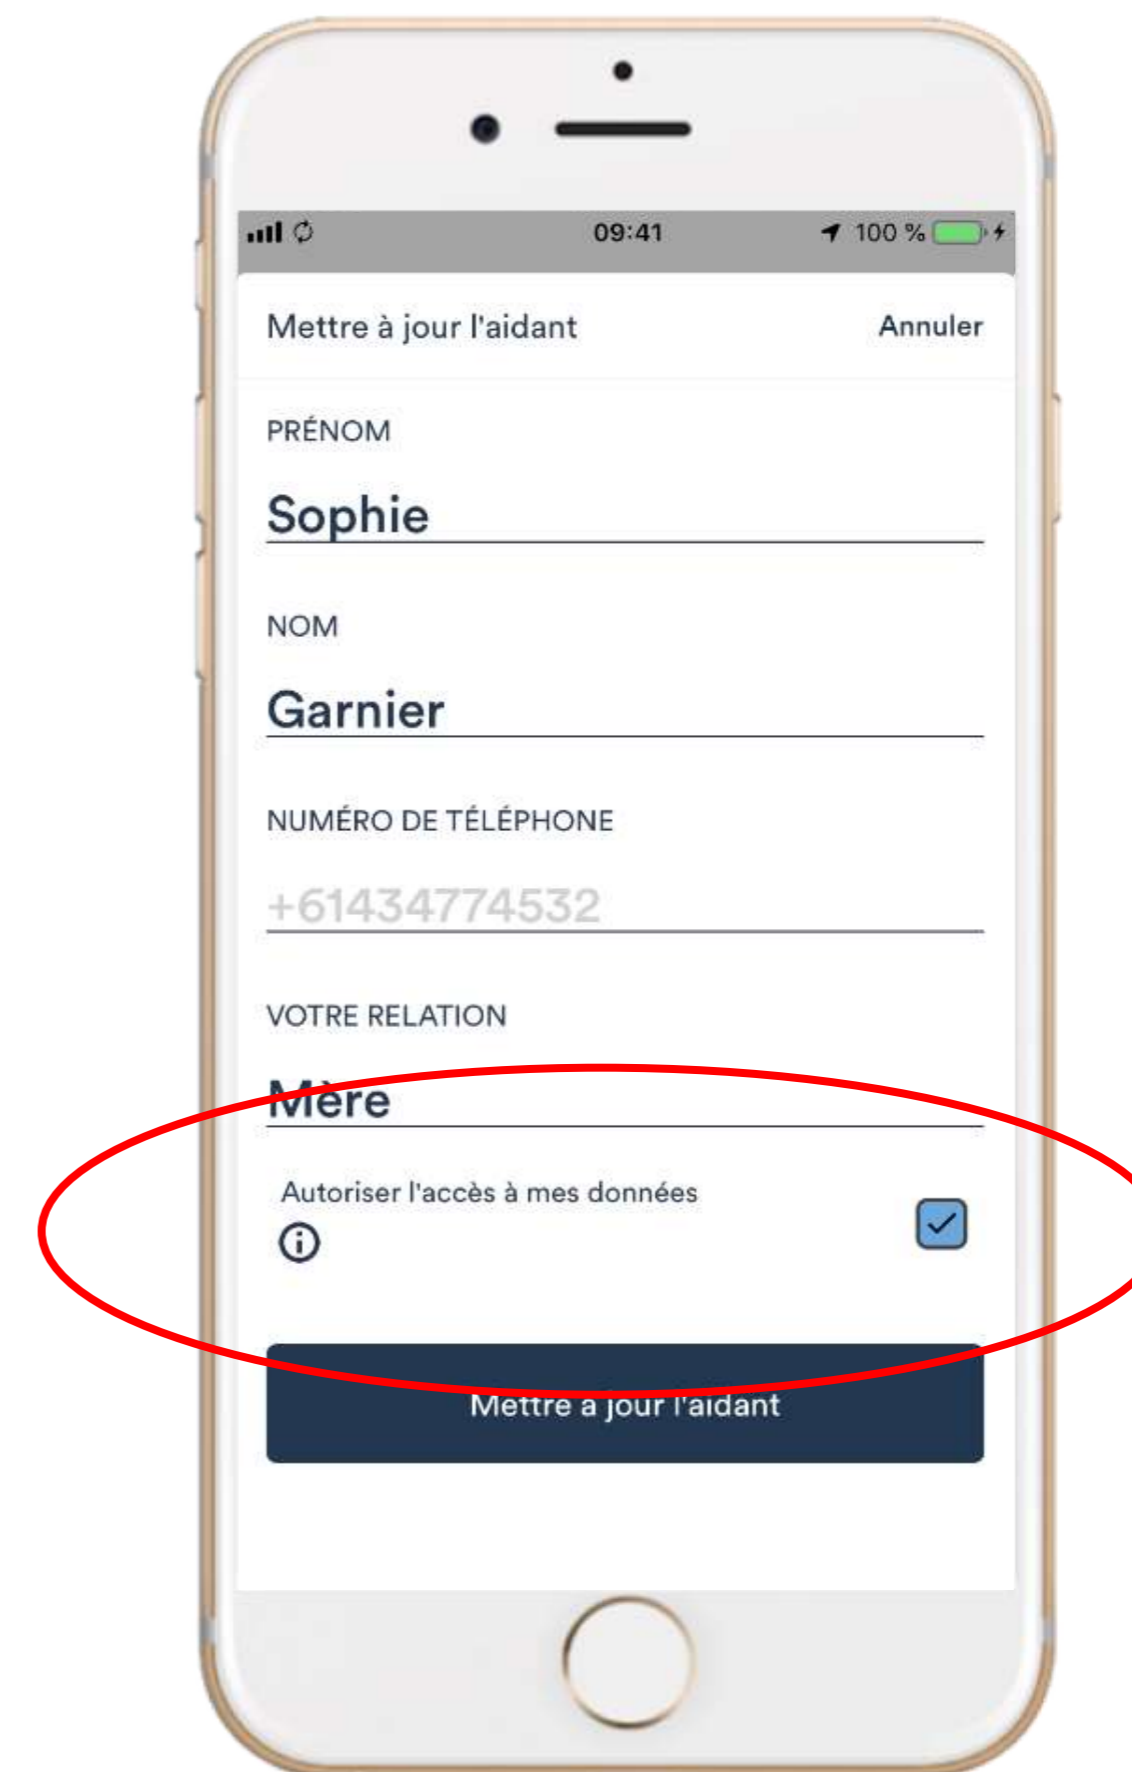 09:41
100 %
Mettre à jour l'aidant
Annuler
PRÉNOM
Sophie
NOM
Garnier
NUMÉRO DE TÉLÉPHONE
+61434774532
VOTRE RELATION
Mère
Autoriser l'accès à mes données
Mettre à jour l'aidant